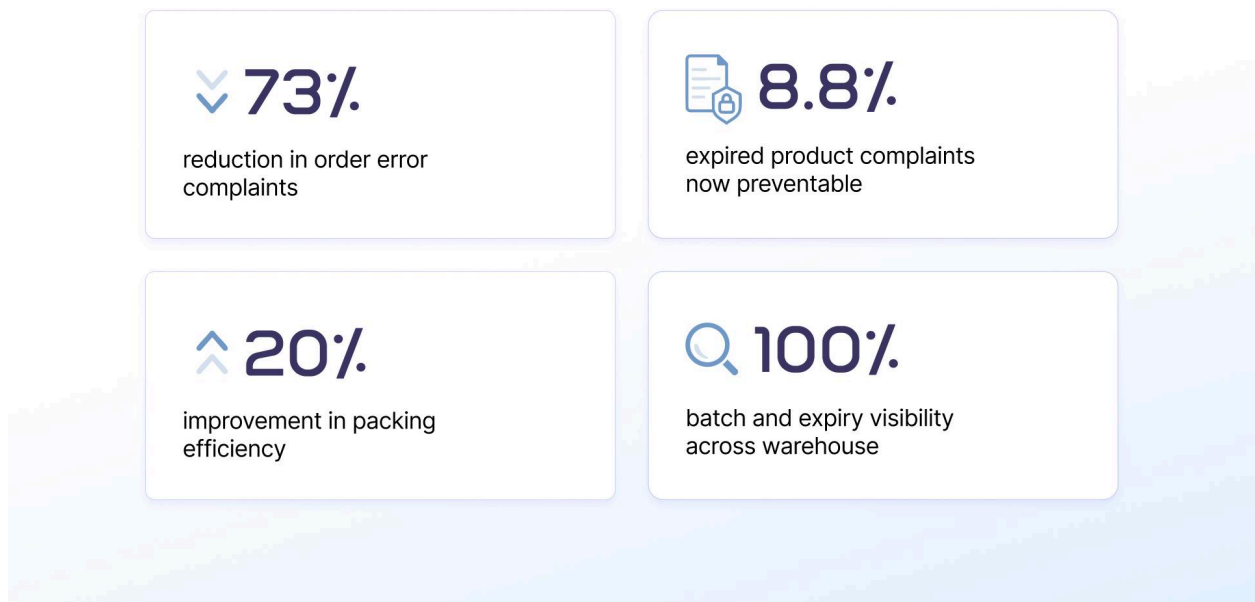 73%
reduction in order error
complaints
8.8%
expired product complaints
now preventable
20%
improvement in packing
efficiency
100%
batch and expiry visibility
across warehouse